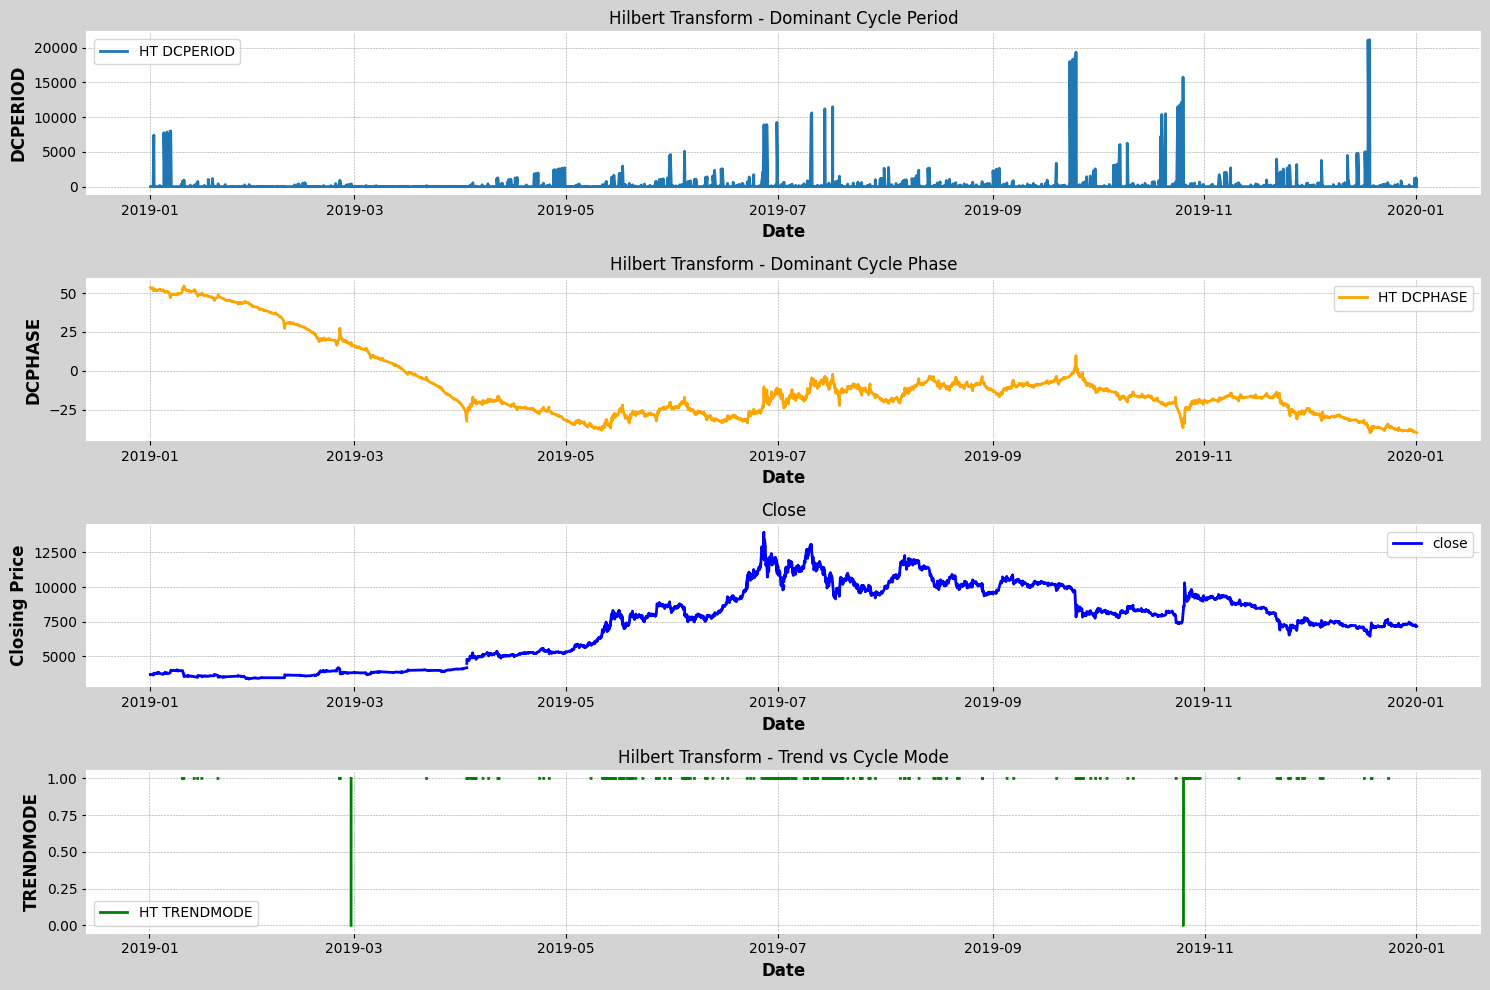 Hilbert Transform - Dominant Cycle Period
HT DCPERIOD
20000
15000
10000
5000
0
DCPERIOD
2019-01 2019-03 2019-05 2019-07 2019-09 2019-11 2020-01
Date
Hilbert Transform - Dominant Cycle Phase
HT DCPHASE
50
25
0
−25
DCPHASE
2019-01 2019-03 2019-05 2019-07 2019-09 2019-11 2020-01
Date
Close
close
12500
10000
7500
5000
Closing Price
2019-01 2019-03 2019-05 2019-07 2019-09 2019-11 2020-01
Date
Hilbert Transform - Trend vs Cycle Mode
1.00
0.75
0.50
0.25
0.00
TRENDMODE
HT TRENDMODE
2019-01 2019-03 2019-05 2019-07 2019-09 2019-11 2020-01
Date